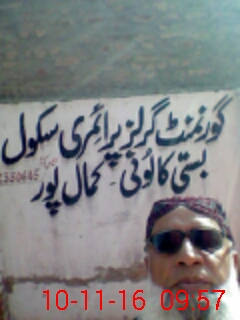 گورنمنٹ گرلز پرائمری سکول
بستی کالونی کمال پور
10-11-16 09:57